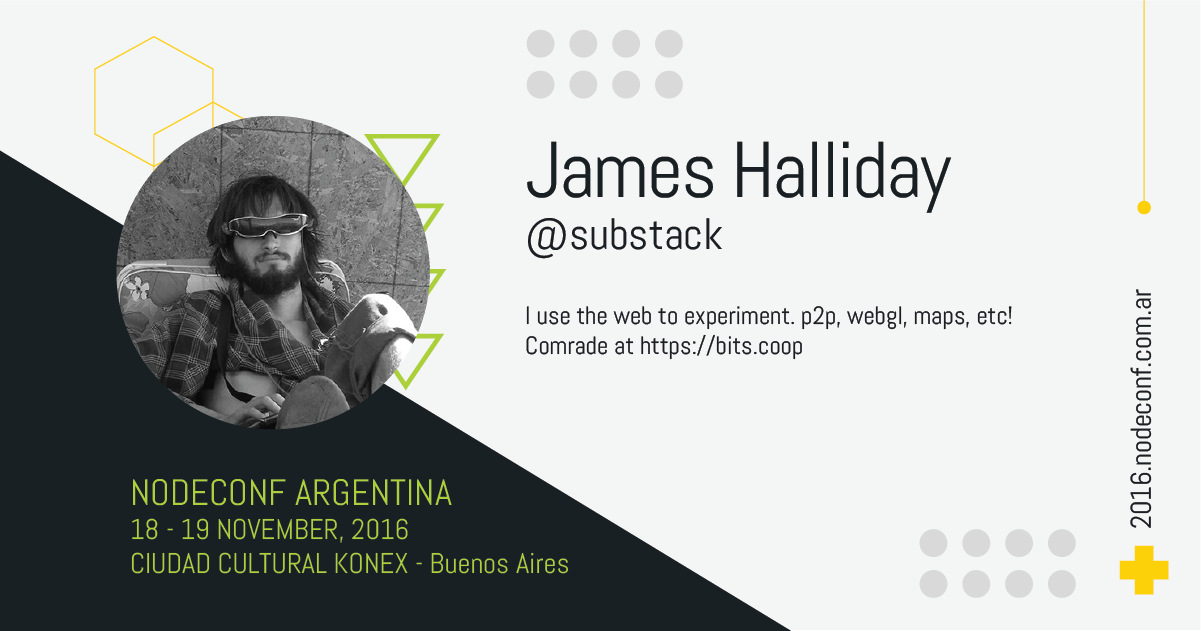 James Halliday
@substack
I use the web to experiment. p2p, webgl, maps, etc!
Comrade at https://bits.coop
NODECONF ARGENTINA
18 - 19 NOVEMBER, 2016
CIUDAD CULTURAL KONEX - Buenos Aires
2016.nodeconf.com.ar